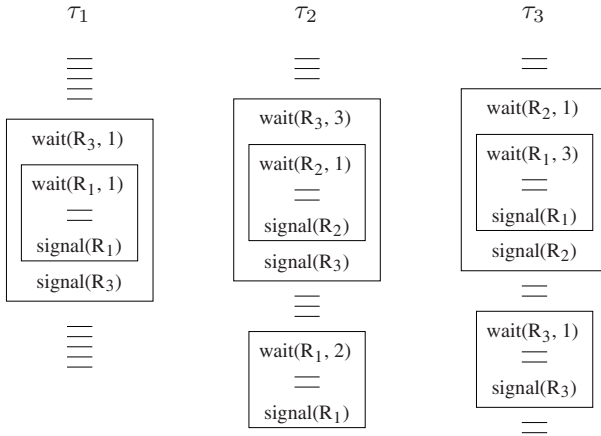 τ1
τ2
τ3
wait(R3, 1)
wait(R1, 1)
signal(R1)
signal(R3)
wait(R3, 3)
wait(R2, 1)
signal(R2)
signal(R3)
wait(R1, 2)
signal(R1)
wait(R2, 1)
wait(R1, 3)
signal(R1)
signal(R2)
wait(R3, 1)
signal(R3)